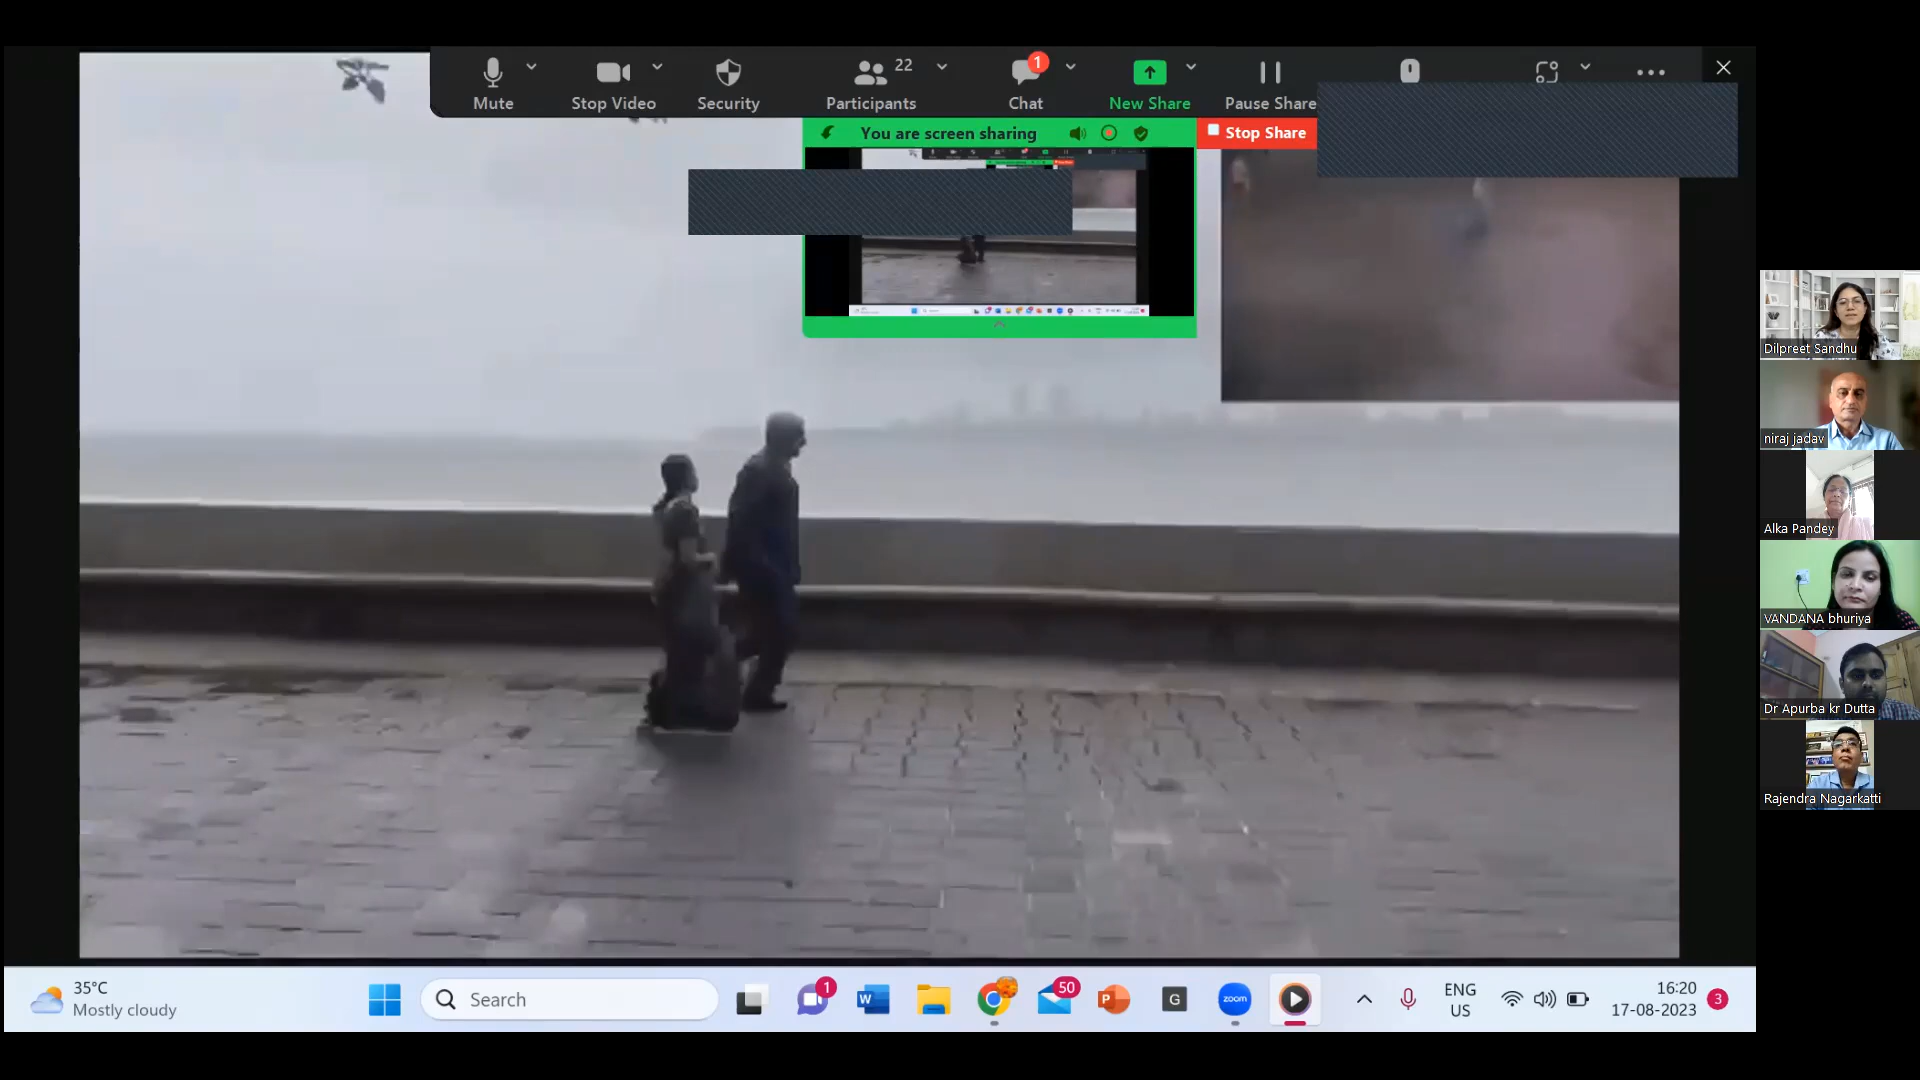 22
1
Mute
Stop Video
Security
Participants
Chat
New Share
Pause Share
You are screen sharing
Stop Share
Dilpreet Sandhu
niraj jadav
Alka Pandey
VANDANA bhuriya
Dr Apurba kr Dutta
Rajendra Nagarkatti
35°C
Mostly cloudy
Search
1
W
50
P
G
zoom
ENG
US
16:20
17-08-2023
3